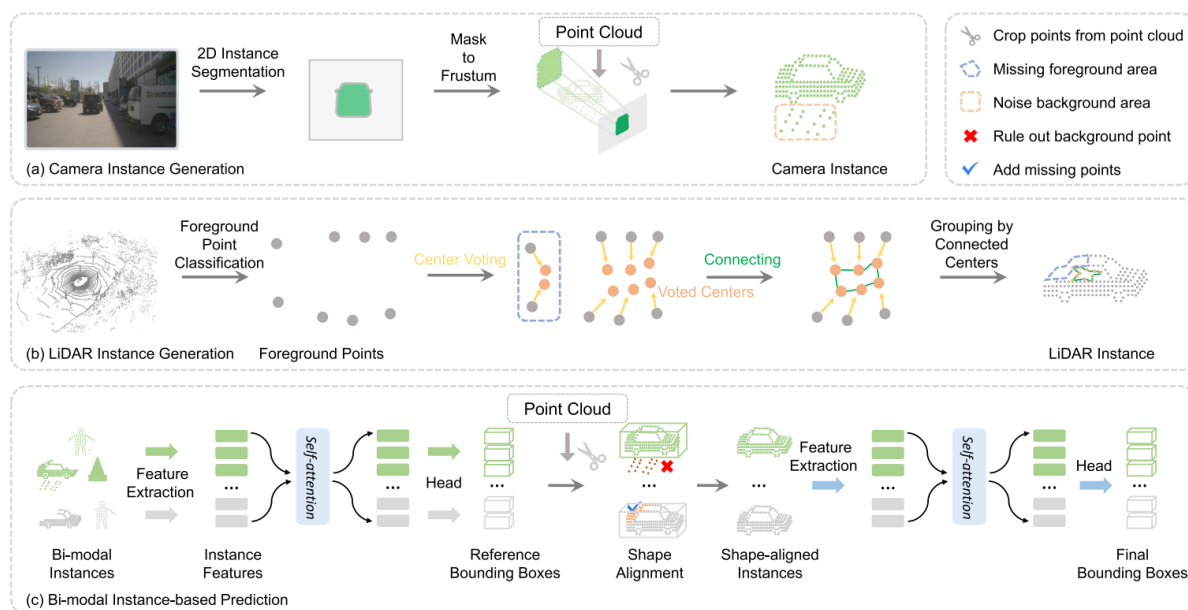 2D Instance
Segmentation
Mask
to
Frustum
Point Cloud
Camera Instance
(a) Camera Instance Generation
Crop points from point cloud
Missing foreground area
Noise background area
Rule out background point
Add missing points
Foreground
Point
Classification
Center Voting
Voted Centers
Connecting
Grouping by
Connected
Centers
(b) LiDAR Instance Generation
Foreground Points
LiDAR Instance
Feature
Extraction
Self-attention
Head
Point Cloud
Feature
Extraction
Self-attention
Head
...
...
...
...
...
...
...
...
Bi-modal
Instances
Instance
Features
Reference
Bounding Boxes
Shape
Alignment
Shape-aligned
Instances
Final
Bounding Boxes
(c) Bi-modal Instance-based Prediction